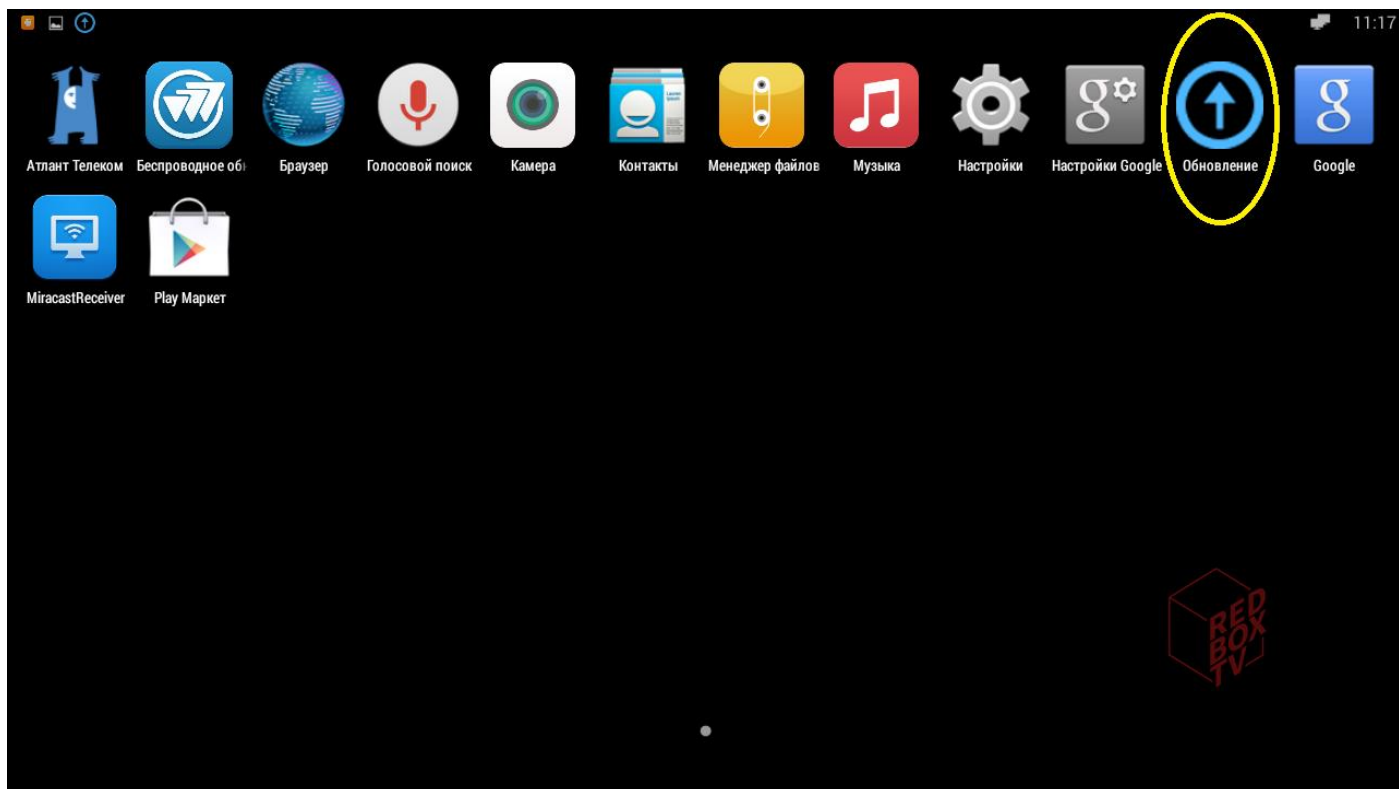 11:17
Атлант Телеком
Беспроводное об
Браузер
Голосовой поиск
Камера
Контакты
Менеджер файлов
Музыка
Настройки
Настройки Google
Обновление
Google
MiracastReceiver
Play Маркет
RED
BOX
TV